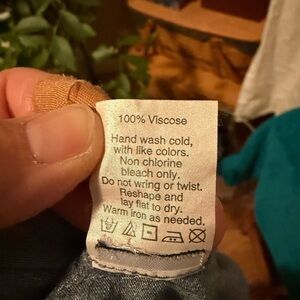 100% Viscose
Hand wash cold,
with like colors.
Non chlorine
bleach only.
Do not wring or twist.
Reshape and
lay flat to dry.
Warm iron as needed.